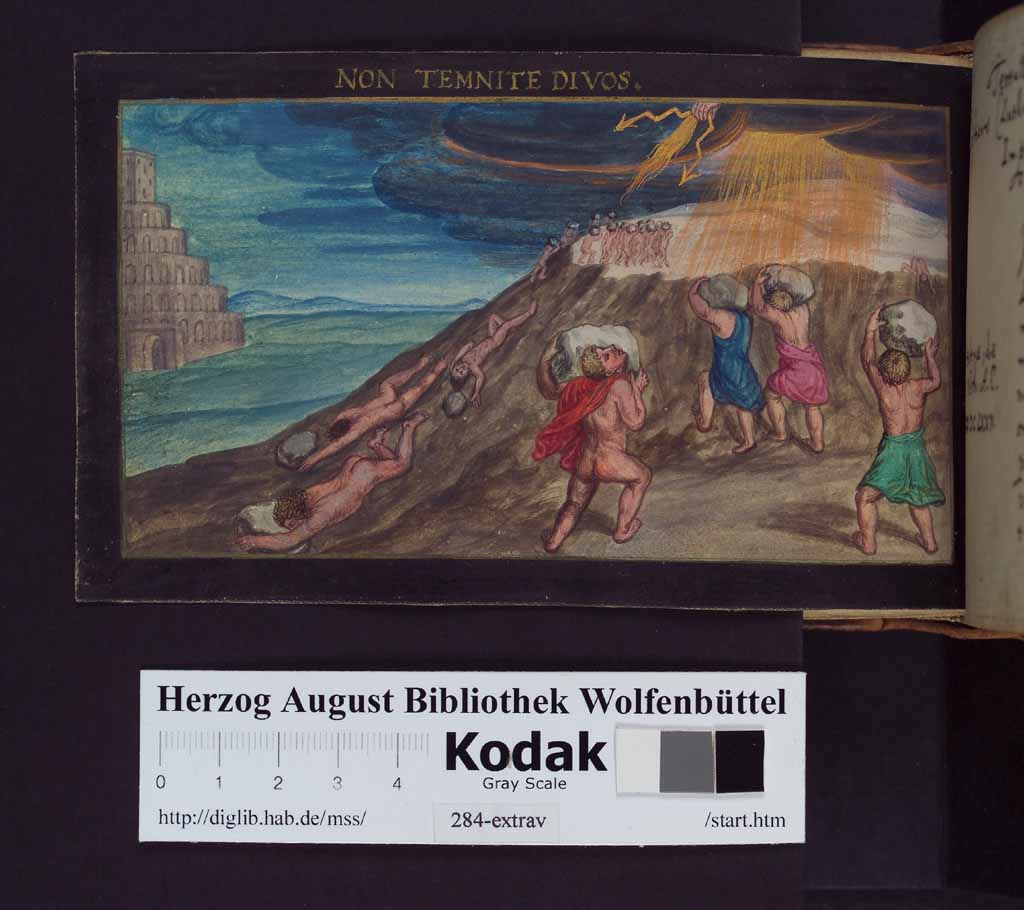 NON TEMNITE DIVOS.
Herzog August Bibliothek Wolfenbüttel
Kodak
Gray Scale
0 1 2 3 4
http://diglib.hab.de/mss/ 284-extrav /start.htm